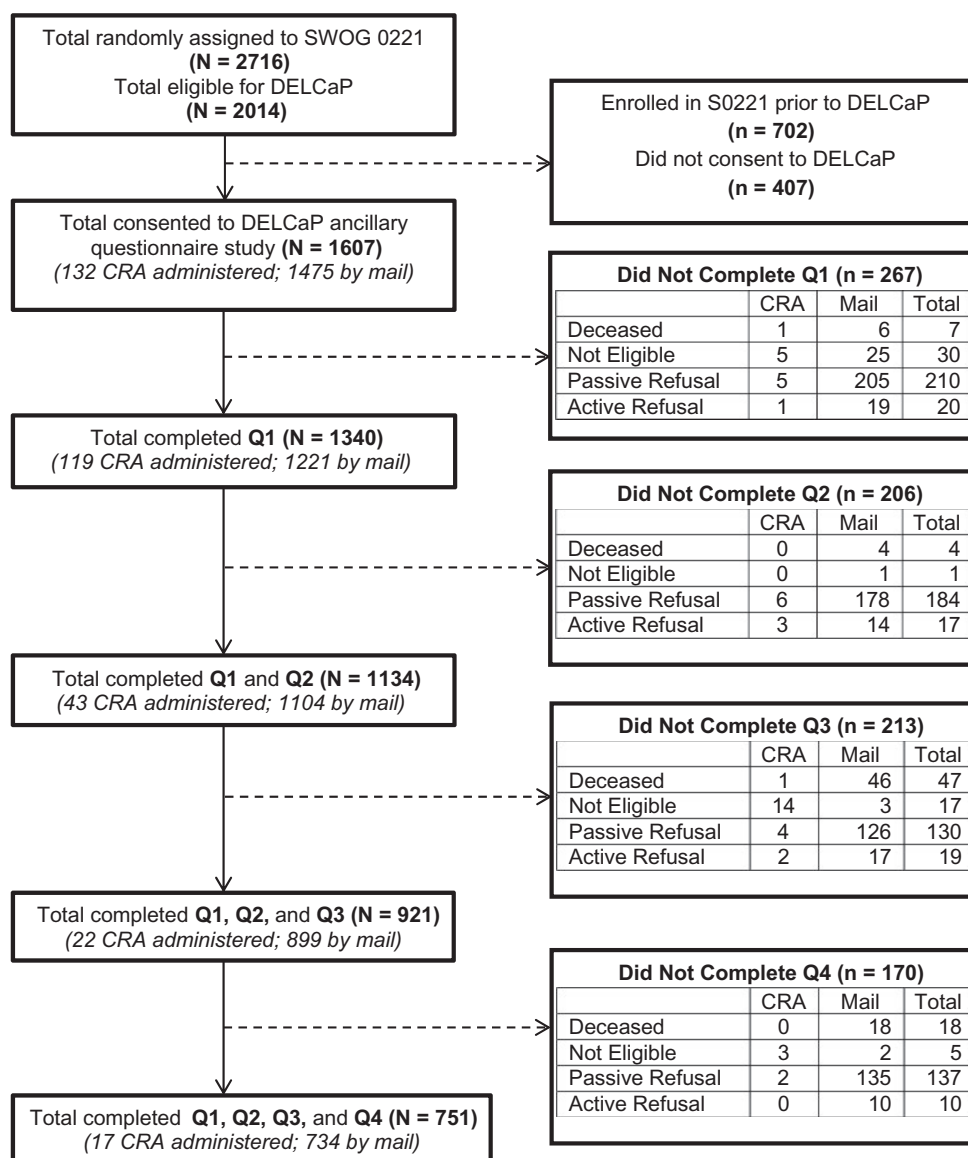 Total randomly assigned to SWOG 0221
(N = 2716)
Total eligible for DELCaP
(N = 2014)
Enrolled in S0221 prior to DELCaP
(n = 702)
Did not consent to DELCaP
(n = 407)
Total consented to DELCaP ancillary
questionnaire study (N = 1607)
(132 CRA administered; 1475 by mail)
Did Not Complete Q1 (n = 267)
CRA Mail Total
Deceased 1 6 7
Not Eligible 5 25 30
Passive Refusal 5 205 210
Active Refusal 1 19 20
Total completed Q1 (N = 1340)
(119 CRA administered; 1221 by mail)
Did Not Complete Q2 (n = 206)
CRA Mail Total
Deceased 0 4 4
Not Eligible 0 1 1
Passive Refusal 6 178 184
Active Refusal 3 14 17
Total completed Q1 and Q2 (N = 1134)
(43 CRA administered; 1104 by mail)
Did Not Complete Q3 (n = 213)
CRA Mail Total
Deceased 1 46 47
Not Eligible 14 3 17
Passive Refusal 4 126 130
Active Refusal 2 17 19
Total completed Q1, Q2, and Q3 (N = 921)
(22 CRA administered; 899 by mail)
Did Not Complete Q4 (n = 170)
CRA Mail Total
Deceased 0 18 18
Not Eligible 3 2 5
Passive Refusal 2 135 137
Active Refusal 0 10 10
Total completed Q1, Q2, Q3, and Q4 (N = 751)
(17 CRA administered; 734 by mail)